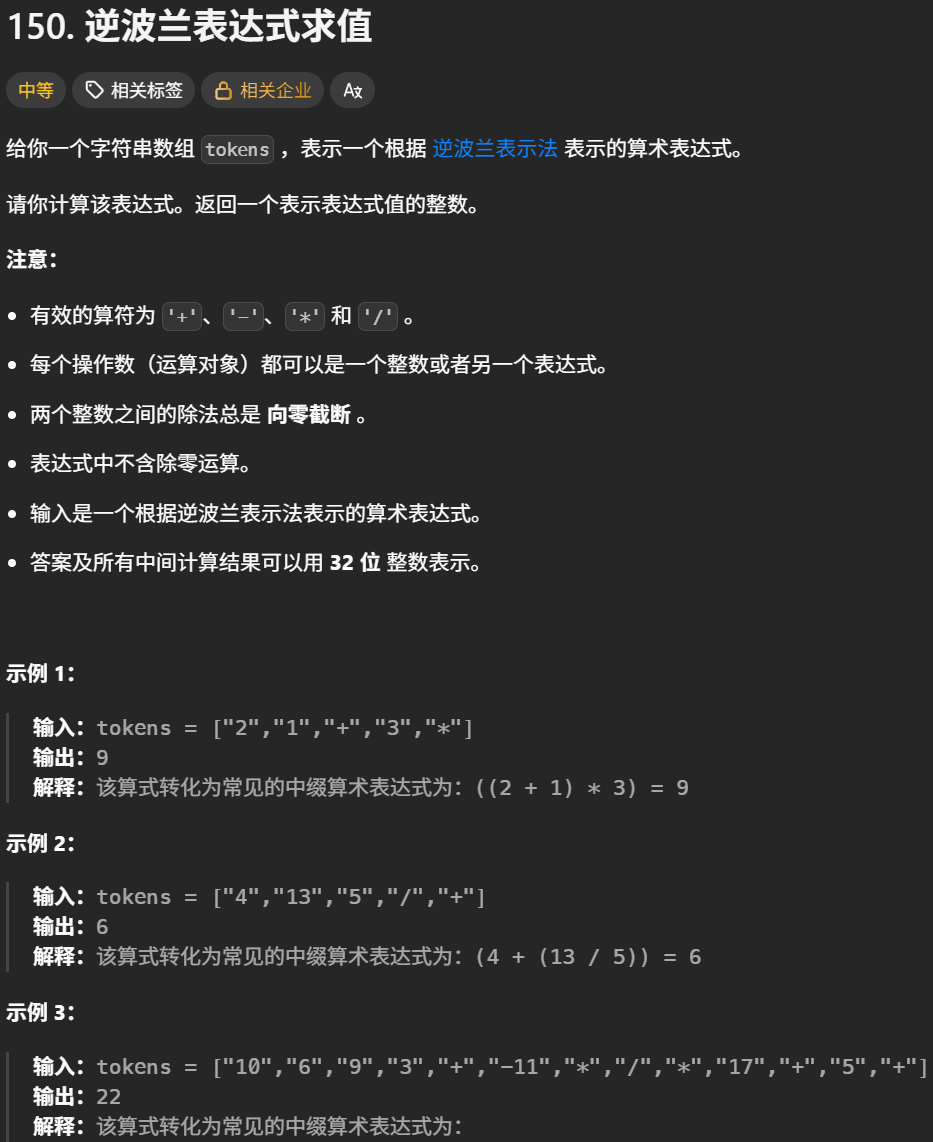 150. 逆波兰表达式求值
中等 相关标签 相关企业 A文
给你一个字符串数组 tokens ，表示一个根据 逆波兰表示法 表示的算术表达式。
请你计算该表达式。返回一个表示表达式值的整数。
注意：
• 有效的算符为 '+'、'-'、'*' 和 '/' 。
• 每个操作数（运算对象）都可以是一个整数或者另一个表达式。
• 两个整数之间的除法总是 向零截断 。
• 表达式中不含除零运算。
• 输入是一个根据逆波兰表示法表示的算术表达式。
• 答案及所有中间计算结果可以用 32 位 整数表示。
示例 1：
输入：tokens = ["2","1","+","3","*"]
输出：9
解释：该算式转化为常见的中缀算术表达式为：((2 + 1) * 3) = 9
示例 2：
输入：tokens = ["4","13","5","/","+"]
输出：6
解释：该算式转化为常见的中缀算术表达式为：(4 + (13 / 5)) = 6
示例 3：
输入：tokens = ["10","6","9","3","+","-11","*","/","*","17","+","5","+"]
输出：22
解释：该算式转化为常见的中缀算术表达式为：